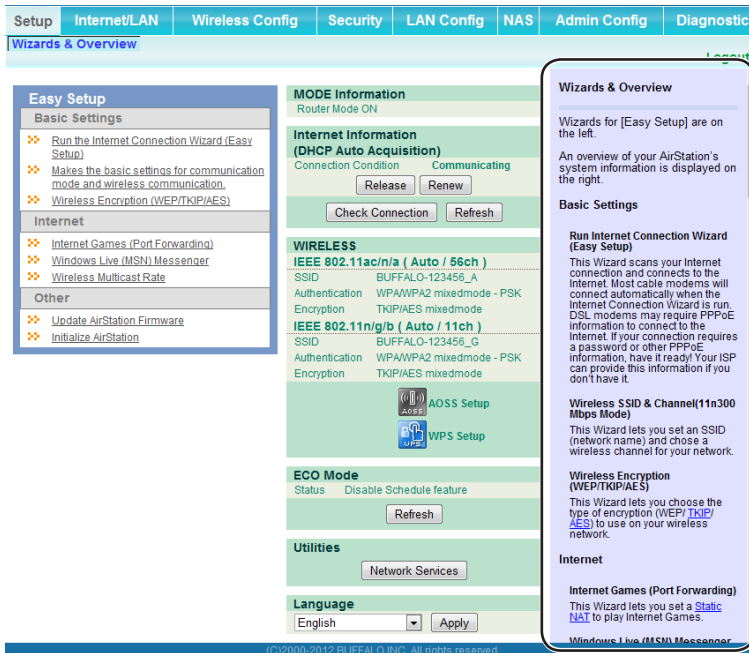 Setup Internet/LAN Wireless Config Security LAN Config NAS Admin Config Diagnostic
Wizards & Overview
Logout
Easy Setup
Basic Settings
Run the Internet Connection Wizard (Easy
Setup)
Makes the basic settings for communication
mode and wireless communication.
Wireless Encryption (WEP/TKIP/AES)
Internet
Internet Games (Port Forwarding)
Windows Live (MSN) Messenger
Wireless Multicast Rate
Other
Update AirStation Firmware
Initialize AirStation
MODE Information
Router Mode ON
Internet Information
(DHCP Auto Acquisition)
Connection Condition Communicating
Release Renew
Check Connection Refresh
WIRELESS
IEEE 802.11ac/n/a ( Auto / 56ch )
SSID BUFFALO-123456_A
Authentication WPA/WPA2 mixedmode - PSK
Encryption TKIP/AES mixedmode
IEEE 802.11n/g/b ( Auto / 11ch )
SSID BUFFALO-123456_G
Authentication WPA/WPA2 mixedmode - PSK
Encryption TKIP/AES mixedmode
AOSS AOSS Setup
WPS WPS Setup
ECO Mode
Status Disable Schedule feature
Refresh
Utilities
Network Services
Language
English Apply
Wizards & Overview
Wizards for [Easy Setup] are on
the left.
An overview of your AirStation's
system information is displayed on
the right.
Basic Settings
Run Internet Connection Wizard
(Easy Setup)
This Wizard scans your Internet
connection and connects to the
Internet. Most cable modems will
connect automatically when the
Internet Connection Wizard is run.
DSL modems may require PPPoE
information to connect to the
Internet. If your connection requires
a password or other PPPoE
information, have it ready! Your ISP
can provide this information if you
don't have it.
Wireless SSID & Channel(11n300
Mbps Mode)
This Wizard lets you set an SSID
(network name) and chose a
wireless channel for your network.
Wireless Encryption
(WEP/TKIP/AES)
This Wizard lets you choose the
type of encryption (WEP/ TKIP/
AES) to use on your wireless
network.
Internet
Internet Games (Port Forwarding)
This Wizard lets you set a Static
NAT to play Internet Games.
Windows Live (MSN) Messenger
(C)2000-2012 BUFFALO INC. All rights reserved.